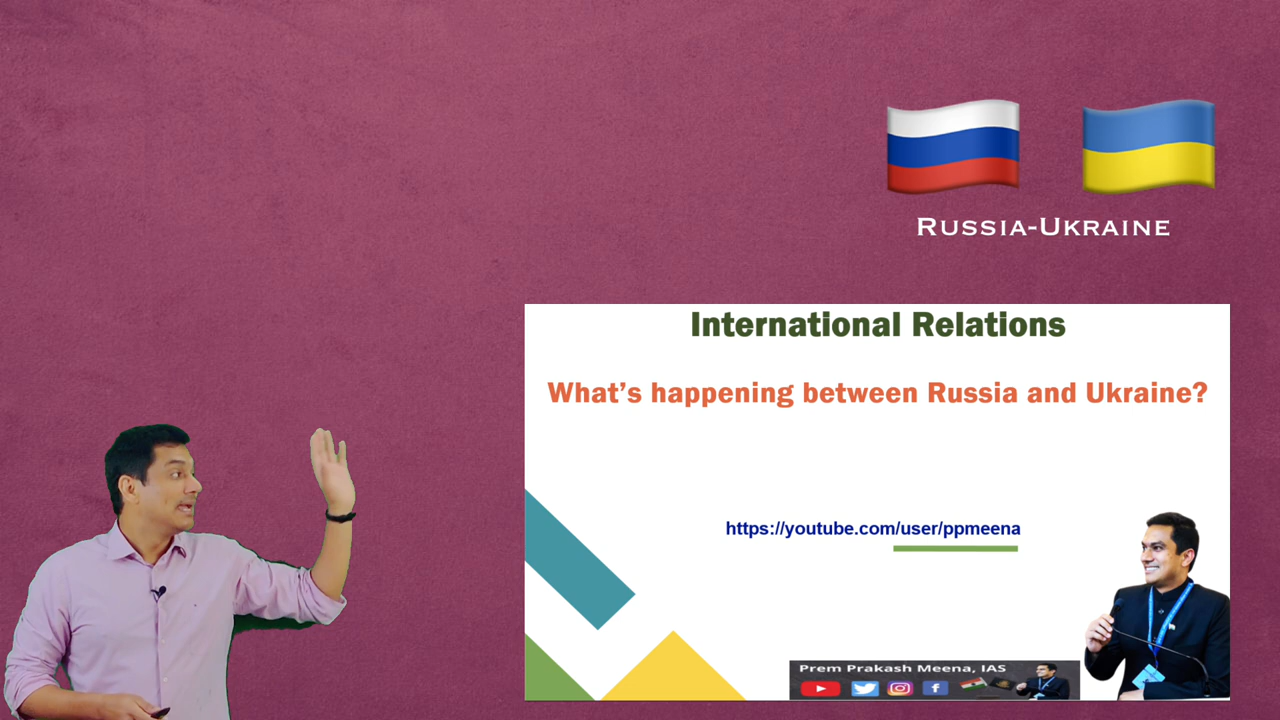 Russia-Ukraine
International Relations
What’s happening between Russia and Ukraine?
https://youtube.com/user/ppmeena
Prem Prakash Meena, IAS